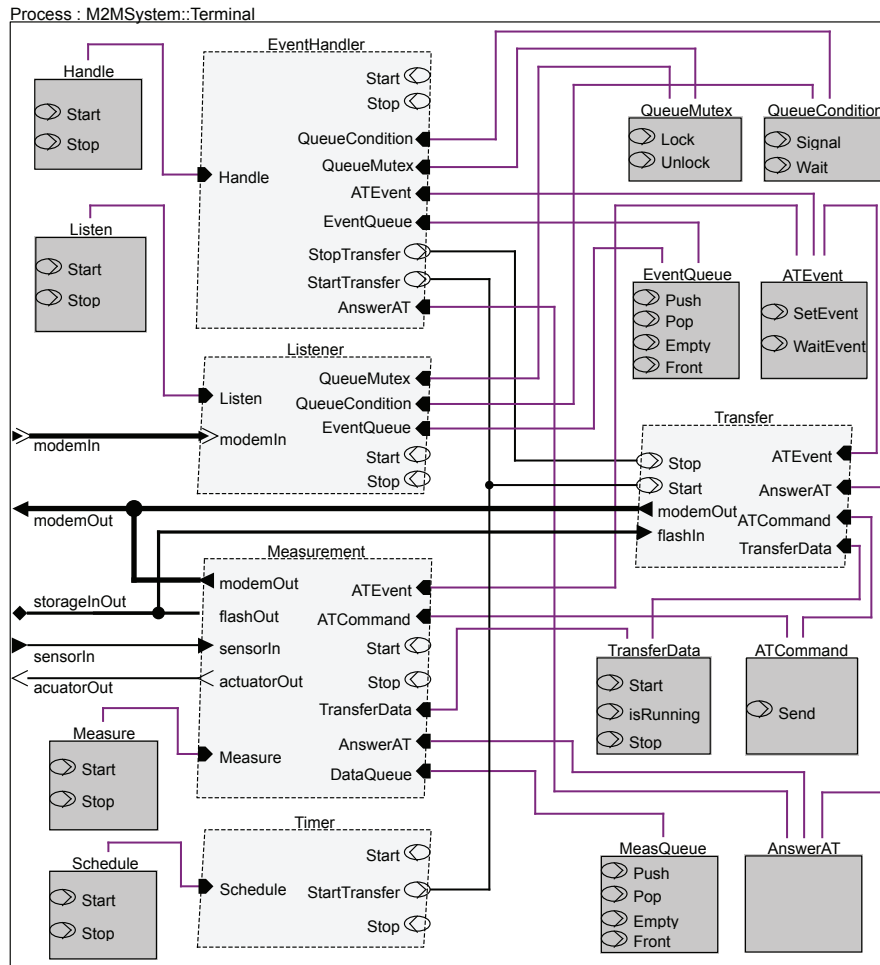 Process : M2MSystem::Terminal
EventHandler
Start
Stop
QueueCondition
QueueMutex
ATEvent
EventQueue
StopTransfer
StartTransfer
AnswerAT
Handle
Handle
Start
Stop
QueueMutex
Lock
Unlock
QueueCondition
Signal
Wait
Listen
Start
Stop
EventQueue
Push
Pop
Empty
Front
ATEvent
SetEvent
WaitEvent
Listener
Listen
modemIn
QueueMutex
QueueCondition
EventQueue
Start
Stop
modemIn
Transfer
Stop
Start
modemOut
flashIn
ATEvent
AnswerAT
ATCommand
TransferData
modemOut
storageInOut
sensorIn
acuatorOut
Measurement
modemOut
flashOut
sensorIn
actuatorOut
Measure
ATEvent
ATCommand
Start
Stop
TransferData
AnswerAT
DataQueue
TransferData
Start
isRunning
Stop
ATCommand
Send
Measure
Start
Stop
Timer
Schedule
Start
StartTransfer
Stop
Schedule
Start
Stop
MeasQueue
Push
Pop
Empty
Front
AnswerAT